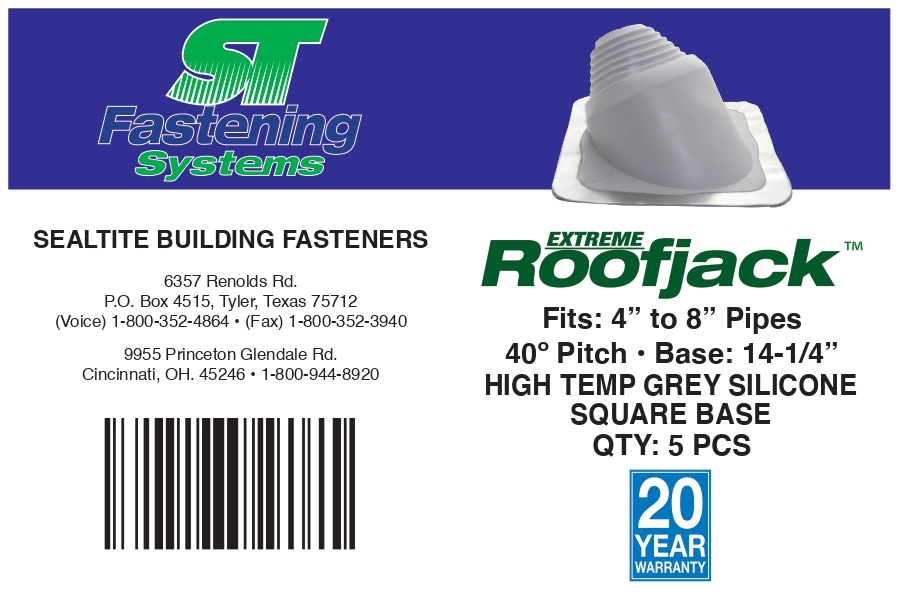 ST
Fastening
Systems
SEALTITE BUILDING FASTENERS
6357 Renolds Rd.
P.O. Box 4515, Tyler, Texas 75712
(Voice) 1-800-352-4864 • (Fax) 1-800-352-3940
9955 Princeton Glendale Rd.
Cincinnati, OH. 45246 • 1-800-944-8920
EXTREME
Roofjack™
Fits: 4” to 8” Pipes
40º Pitch • Base: 14-1/4”
HIGH TEMP GREY SILICONE
SQUARE BASE
QTY: 5 PCS
20
YEAR
WARRANTY